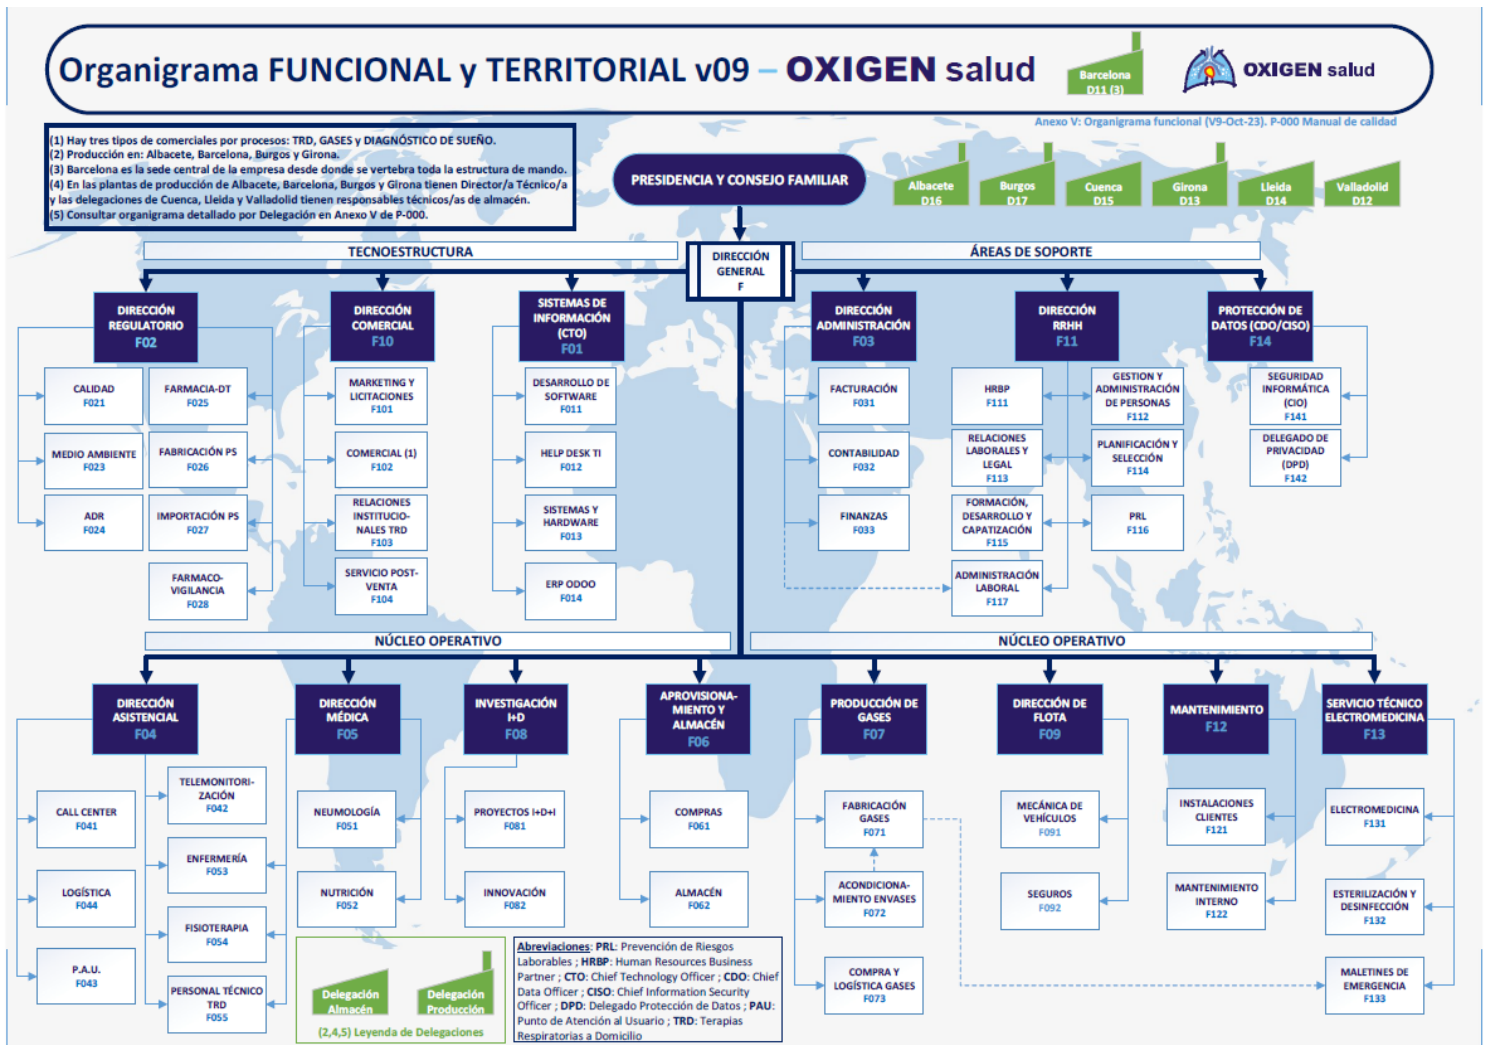 Organigrama FUNCIONAL y TERRITORIAL v09 – OXIGEN salud
Barcelona
D11 (3)
OXIGEN salud
Anexo V: Organigrama funcional (V9-Oct-23). P-000 Manual de calidad
(1) Hay tres tipos de comerciales por procesos: TRD, GASES y DIAGNÓSTICO DE SUEÑO.
(2) Producción en: Albacete, Barcelona, Burgos y Girona.
(3) Barcelona es la sede central de la empresa desde donde se vertebra toda la estructura de mando.
(4) En las plantas de producción de Albacete, Barcelona, Burgos y Girona tienen Director/a Técnico/a
y las delegaciones de Cuenca, Lleida y Valladolid tienen responsables técnicos/as de almacén.
(5) Consultar organigrama detallado por Delegación en Anexo V de P-000.
PRESIDENCIA Y CONSEJO FAMILIAR
Albacete
D16
Burgos
D17
Cuenca
D15
Girona
D13
Lleida
D14
Valladolid
D12
TECNOESTRUCTURA
DIRECCIÓN
GENERAL
F
ÁREAS DE SOPORTE
DIRECCIÓN
REGULATORIO
F02
DIRECCIÓN
COMERCIAL
F10
SISTEMAS DE
INFORMACIÓN
(CTO)
F01
DIRECCIÓN
ADMINISTRACIÓN
F03
DIRECCIÓN
RRHH
F11
PROTECCIÓN DE
DATOS (CDO/CISO)
F14
CALIDAD
F021
FARMACIA-DT
F025
MARKETING Y
LICITACIONES
F101
DESARROLLO DE
SOFTWARE
F011
FACTURACIÓN
F031
HRBP
F111
GESTION Y
ADMINISTRACIÓN
DE PERSONAS
F112
SEGURIDAD
INFORMÁTICA
(CIO)
F141
MEDIO AMBIENTE
F023
FABRICACIÓN PS
F026
COMERCIAL (1)
F102
HELP DESK TI
F012
CONTABILIDAD
F032
RELACIONES
LABORALES Y
LEGAL
F113
PLANIFICACIÓN Y
SELECCIÓN
F114
DELEGADO DE
PRIVACIDAD
(DPD)
F142
ADR
F024
IMPORTACIÓN PS
F027
RELACIONES
INSTITUCIO-
NALES TRD
F103
SISTEMAS Y
HARDWARE
F013
FINANZAS
F033
FORMACIÓN,
DESARROLLO Y
CAPATIZACIÓN
F115
PRL
F116
FARMACO-
VIGILANCIA
F028
SERVICIO POST-
VENTA
F104
ERP ODOO
F014
ADMINISTRACIÓN
LABORAL
F117
NÚCLEO OPERATIVO
NÚCLEO OPERATIVO
DIRECCIÓN
ASISTENCIAL
F04
DIRECCIÓN
MÉDICA
F05
INVESTIGACIÓN
I+D
F08
APROVISIONA-
MIENTO Y
ALMACÉN
F06
PRODUCCIÓN DE
GASES
F07
DIRECCIÓN DE
FLOTA
F09
MANTENIMIENTO
F12
SERVICIO TÉCNICO
ELECTROMEDICINA
F13
CALL CENTER
F041
TELEMONITORI-
ZACIÓN
F042
NEUMOLOGÍA
F051
PROYECTOS I+D+I
F081
COMPRAS
F061
FABRICACIÓN
GASES
F071
MECÁNICA DE
VEHÍCULOS
F091
INSTALACIONES
CLIENTES
F121
ELECTROMEDICINA
F131
LOGÍSTICA
F044
ENFERMERÍA
F053
NUTRICIÓN
F052
INNOVACIÓN
F082
ALMACÉN
F062
ACONDICIONA-
MIENTO ENVASES
F072
SEGUROS
F092
MANTENIMIENTO
INTERNO
F122
ESTERILIZACIÓN Y
DESINFECCIÓN
F132
FISIOTERAPIA
F054
P.A.U.
F043
PERSONAL TÉCNICO
TRD
F055
COMPRA Y
LOGÍSTICA GASES
F073
MALETINES DE
EMERGENCIA
F133
Delegación
Almacén
Delegación
Producción
(2,4,5) Leyenda de Delegaciones
Abreviaciones: PRL: Prevención de Riesgos
Laborables ; HRBP: Human Resources Business
Partner ; CTO: Chief Technology Officer ; CDO: Chief
Data Officer ; CISO: Chief Information Security
Officer ; DPD: Delegado Protección de Datos ; PAU:
Punto de Atención al Usuario ; TRD: Terapias
Respiratorias a Domicilio